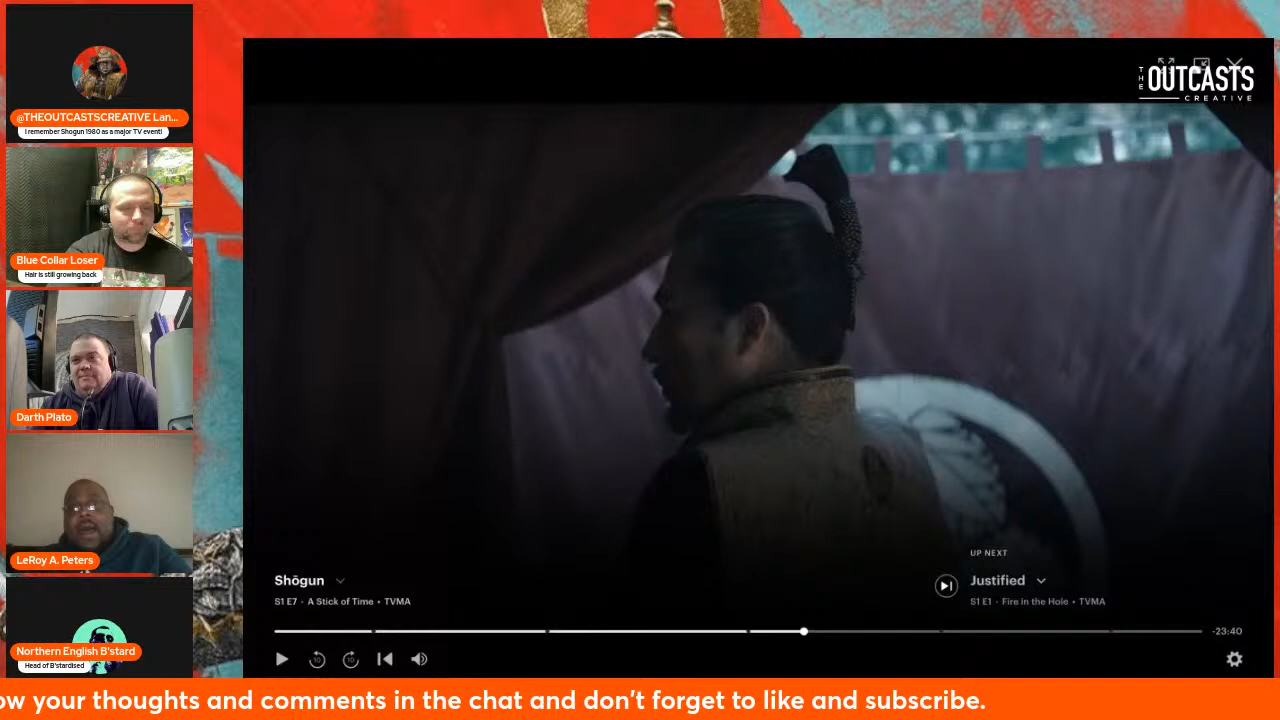 @THEOUTCASTSCREATIVE Lan...
I remember Shogun 1980 as a major TV event!
Blue Collar Loser
Hair is still growing back
Darth Plato
LeRoy A. Peters
Northern English B'stard
Head of B'stardised
THE OUTCASTS
CREATIVE
UP NEXT
Shōgun
Justified
S1 E7 • A Stick of Time • TVMA
S1 E1 • Fire in the Hole • TVMA
-23:40
10
10
ow your thoughts and comments in the chat and don't forget to like and subscribe.